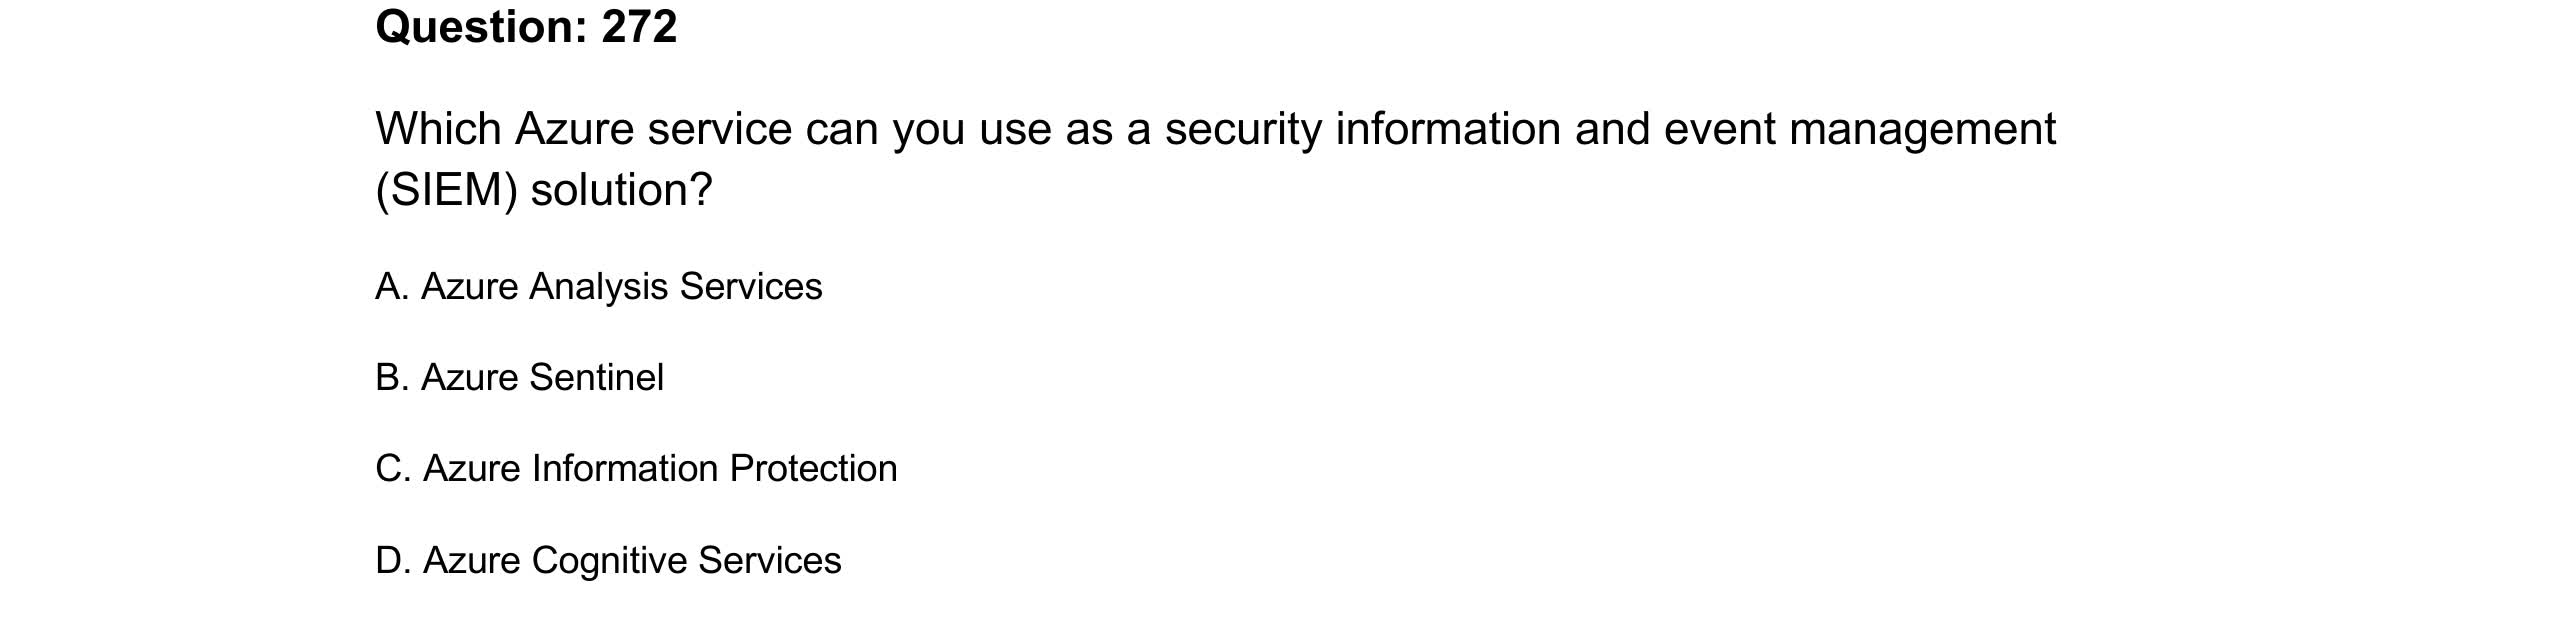 Question: 272
Which Azure service can you use as a security information and event management
(SIEM) solution?
A. Azure Analysis Services
B. Azure Sentinel
C. Azure Information Protection
D. Azure Cognitive Services